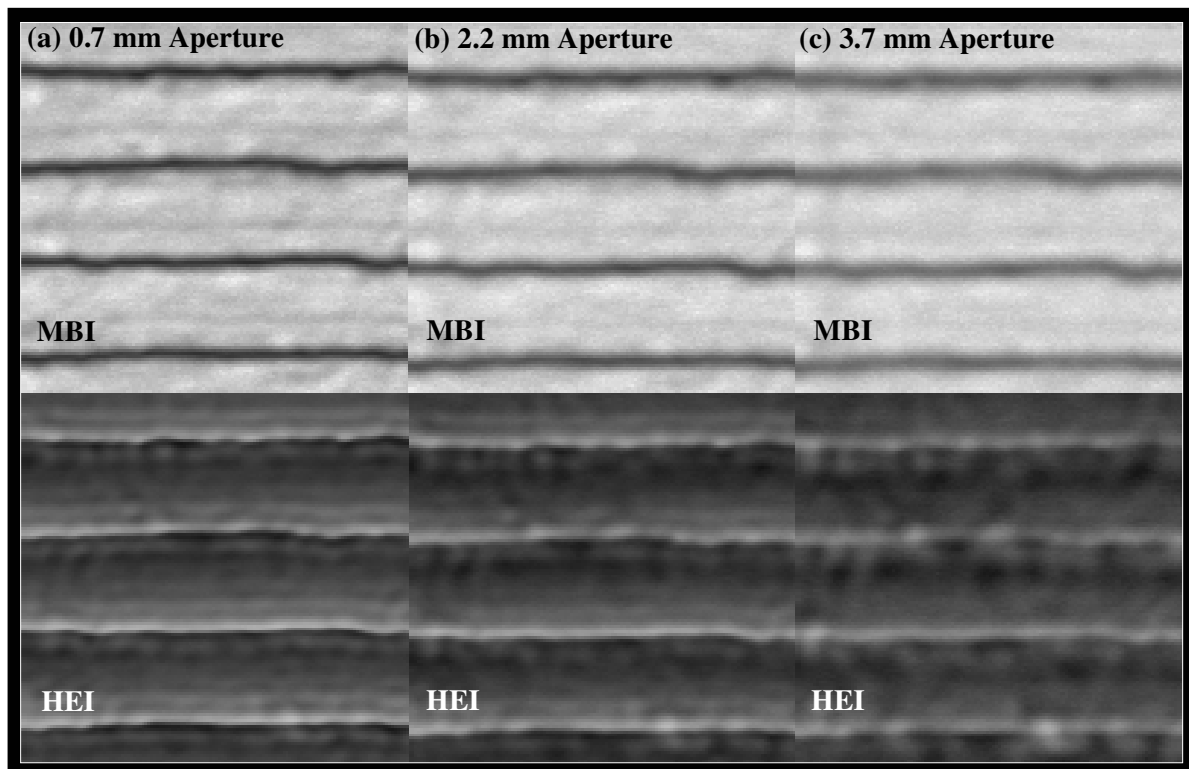 (a) 0.7 mm Aperture
(b) 2.2 mm Aperture
(c) 3.7 mm Aperture
MBI
MBI
MBI
HEI
HEI
HEI